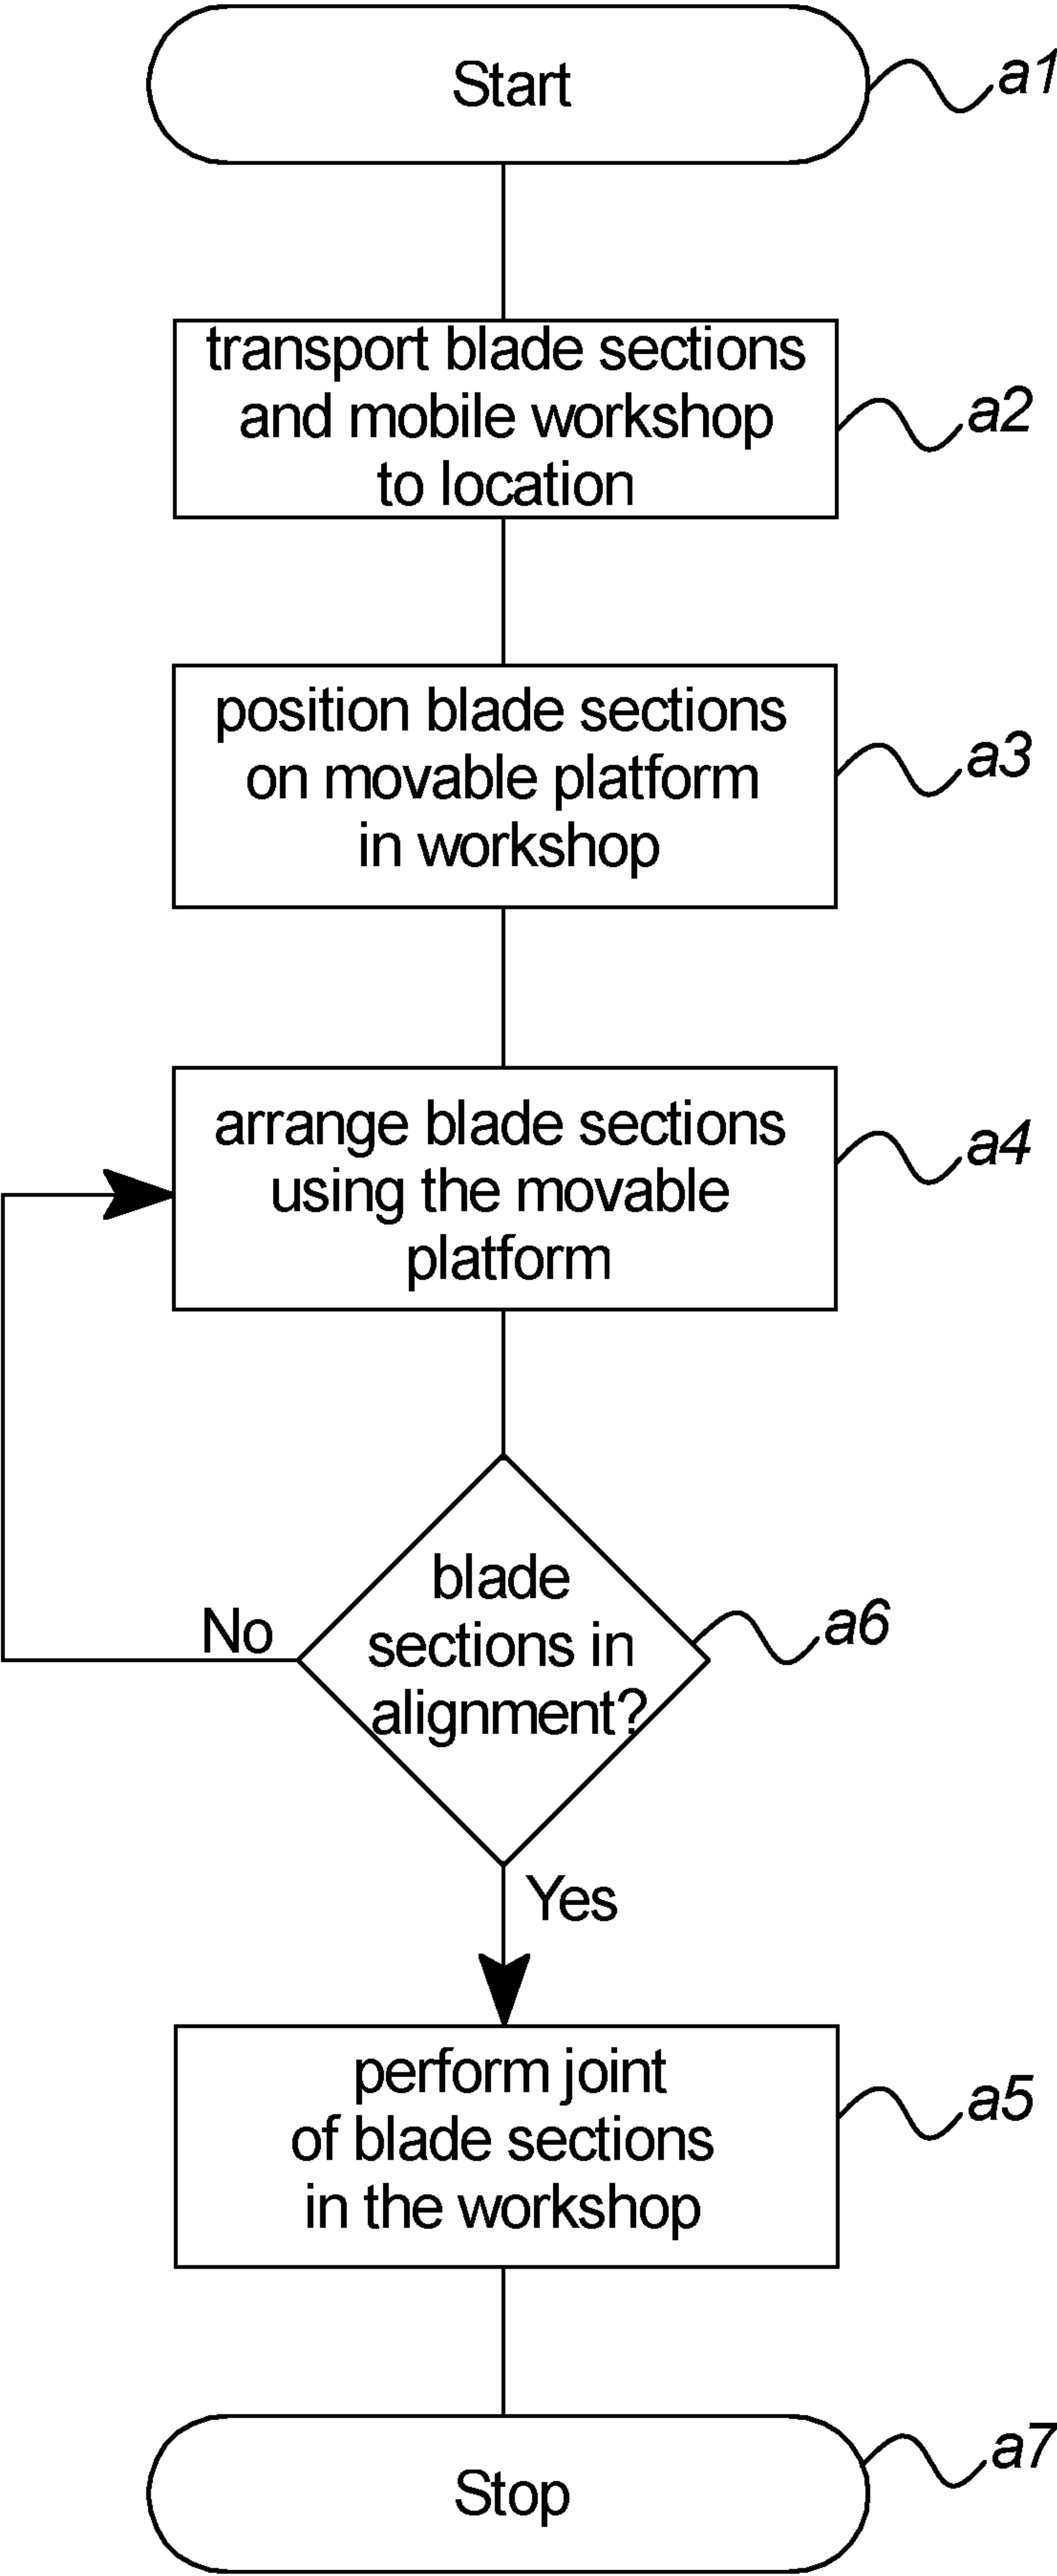 Start
a1
transport blade sections
and mobile workshop
to location
a2
position blade sections
on movable platform
in workshop
a3
arrange blade sections
using the movable
platform
a4
blade
sections in
alignment?
a6
No
Yes
perform joint
of blade sections
in the workshop
a5
Stop
a7